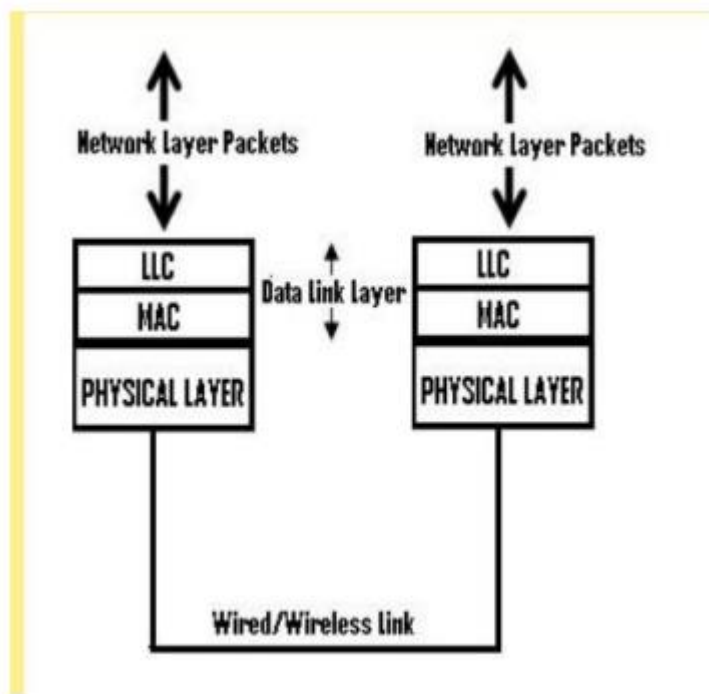 Network Layer Packets
Network Layer Packets
LLC
MAC
PHYSICAL LAYER
Data Link Layer
LLC
MAC
PHYSICAL LAYER
Wired/Wireless Link